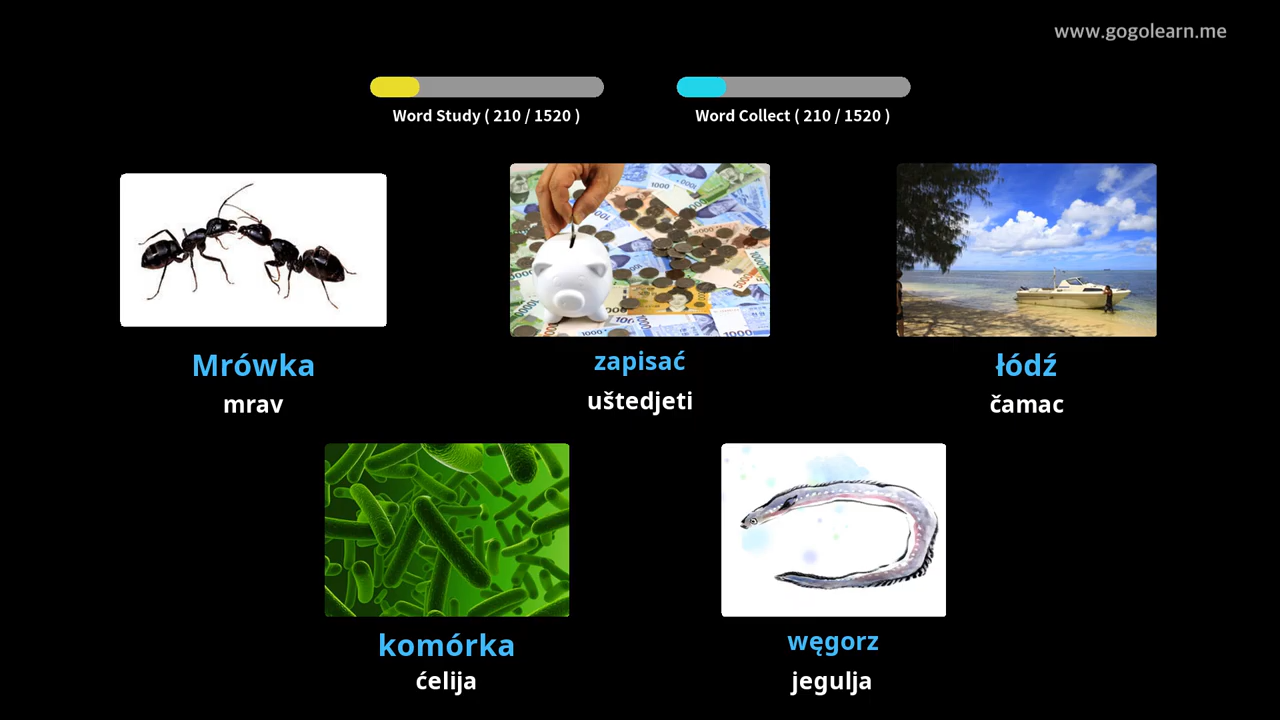 www.gogolearn.me
Word Study ( 210 / 1520 )
Word Collect ( 210 / 1520 )
Mrówka
mrav
zapisać
uštedjeti
łódź
čamac
komórka
ćelija
węgorz
jegulja